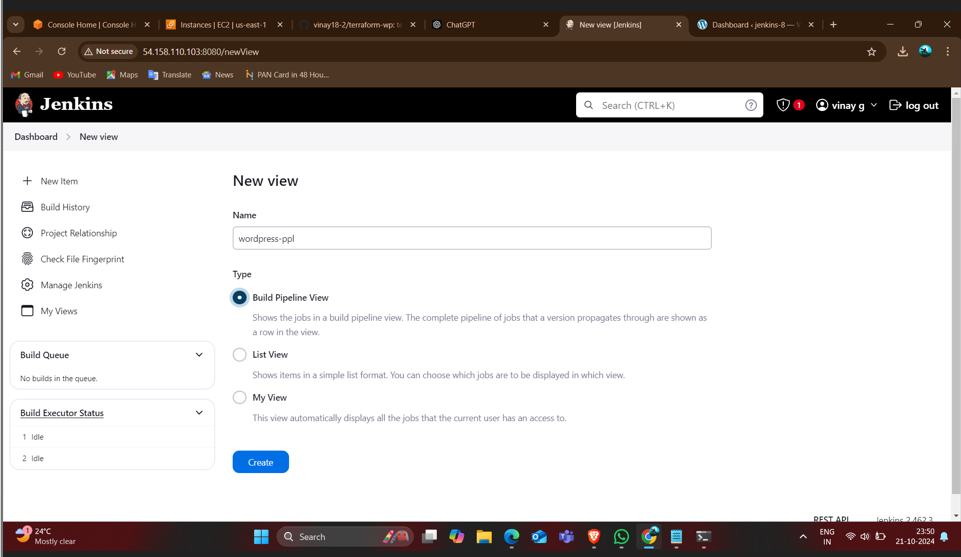 Console Home | Console H
Instances | EC2 | us-east-1
vinay18-2/terraform-wp: te
ChatGPT
New view [Jenkins]
Dashboard ‹ jenkins-8 —
Not secure
54.158.110.103:8080/newView
Gmail
YouTube
Maps
Translate
News
PAN Card in 48 Hou...
Jenkins
Search (CTRL+K)
1
vinay g
log out
Dashboard
New view
New Item
Build History
Project Relationship
Check File Fingerprint
Manage Jenkins
My Views
Build Queue
No builds in the queue.
Build Executor Status
1 Idle
2 Idle
New view
Name
wordpress-ppl
Type
Build Pipeline View
Shows the jobs in a build pipeline view. The complete pipeline of jobs that a version propagates through are shown as
a row in the view.
List View
Shows items in a simple list format. You can choose which jobs are to be displayed in which view.
My View
This view automatically displays all the jobs that the current user has an access to.
Create
REST API
Jenkins 2.462.3
1
24°C
Mostly clear
Search
ENG
IN
23:50
21-10-2024